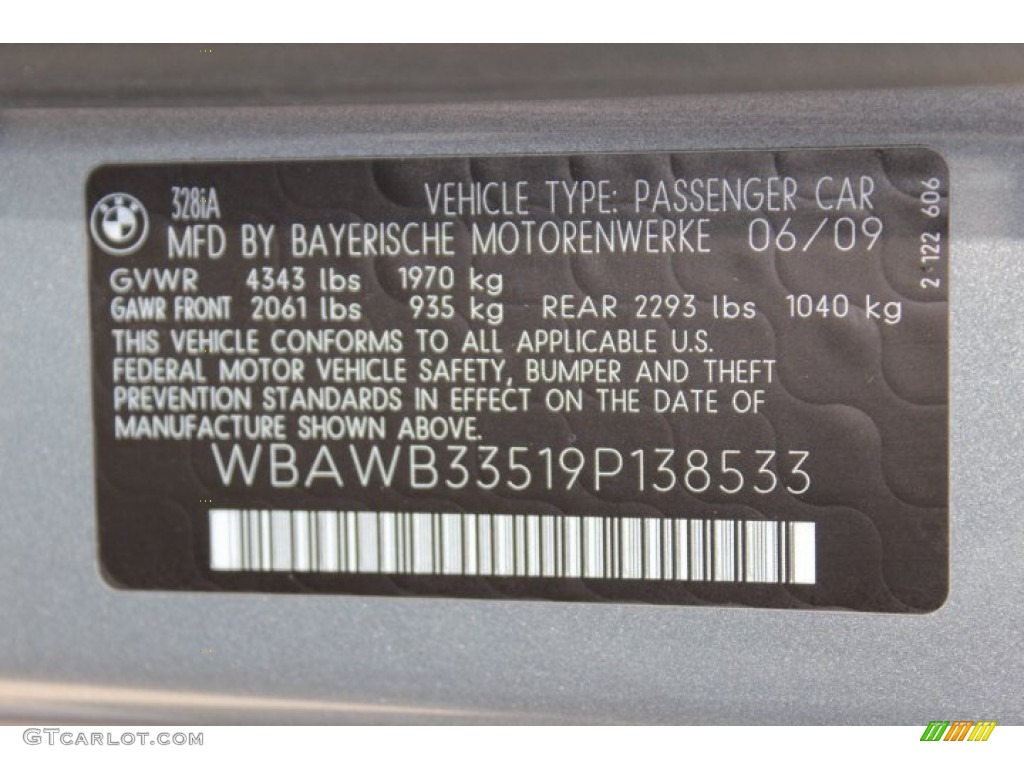 328iA
VEHICLE TYPE: PASSENGER CAR
MFD BY BAYERISCHE MOTORENWERKE 06/09
GVWR 4343 lbs 1970 kg
GAWR FRONT 2061 lbs 935 kg REAR 2293 lbs 1040 kg
THIS VEHICLE CONFORMS TO ALL APPLICABLE U.S.
FEDERAL MOTOR VEHICLE SAFETY, BUMPER AND THEFT
PREVENTION STANDARDS IN EFFECT ON THE DATE OF
MANUFACTURE SHOWN ABOVE.
WBAWB33519P138533
2 122 606
© GTCARLOT.COM